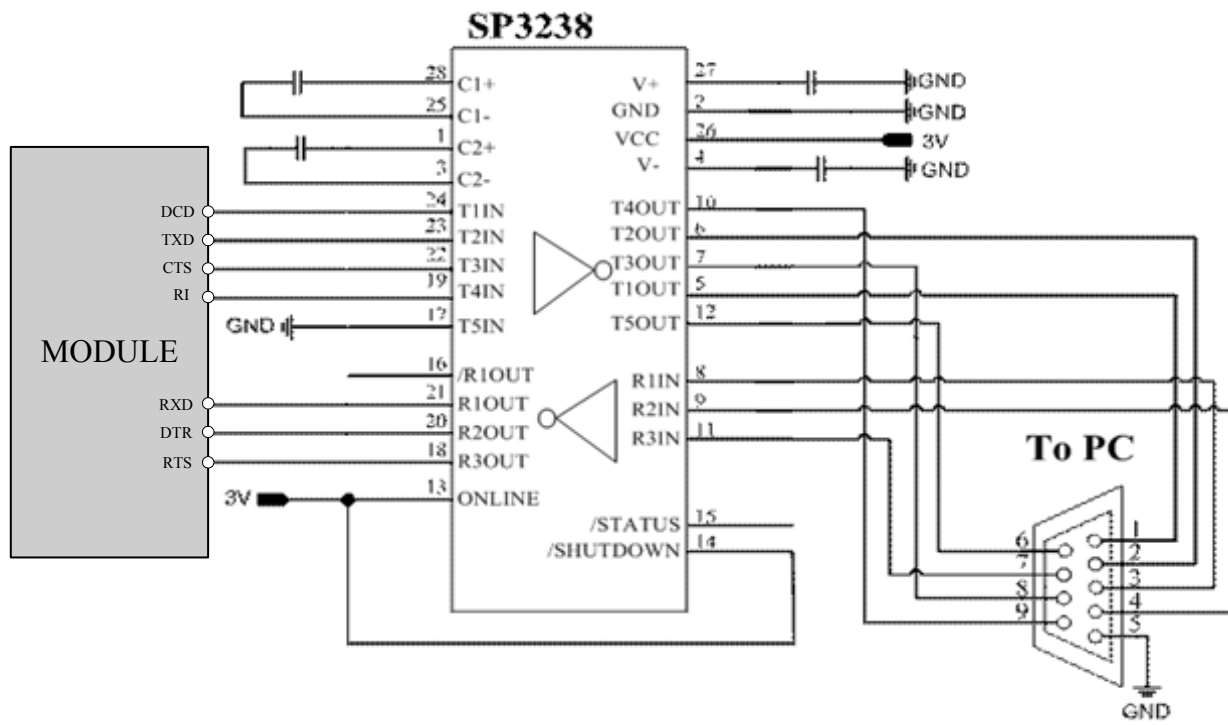 SP3238
28
C1+
25
C1-
1
C2+
3
C2-
24
T1IN
23
T2IN
22
T3IN
19
T4IN
GND
17
T5IN
16
/R1OUT
21
R1OUT
20
R2OUT
18
R3OUT
3V
13
ONLINE
MODULE
DCD
TXD
CTS
RI
RXD
DTR
RTS
V+
27
GND
GND
2
GND
VCC
26
3V
V-
4
GND
T4OUT
10
T2OUT
6
T3OUT
7
T1OUT
5
T5OUT
12
R1IN
8
R2IN
9
R3IN
11
/STATUS
15
/SHUTDOWN
14
To PC
6
7
8
9
1
2
3
4
5
GND